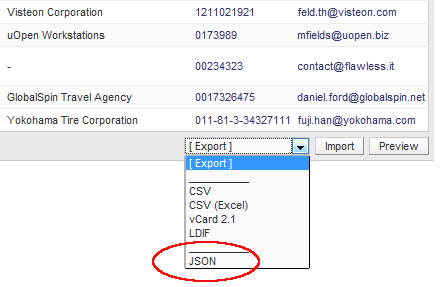 Visteon Corporation 1211021921 feld.th@visteon.com
uOpen Workstations 0173989 mfields@uopen.biz
- 00234323 contact@flawless.it
GlobalSpin Travel Agency 0017326475 daniel.ford@globalspin.net
Yokohama Tire Corporation 011-81-3-34327111 fuji.han@yokohama.com
[ Export ] Import Preview
[ Export ]
CSV
CSV (Excel)
vCard 2.1
LDIF
JSON